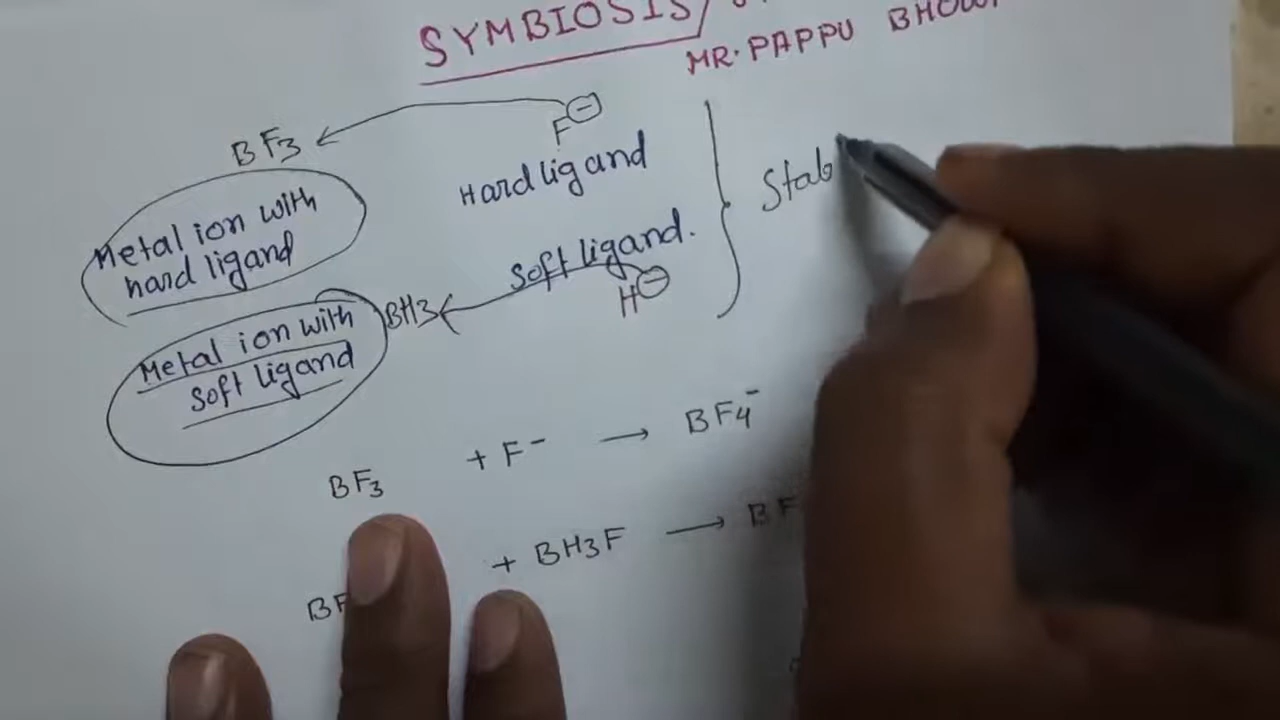 SYMBIOSIS/
MR. PAPPU
BF3 F⊖
Hard ligand
Metal ion with
hard ligand
Stab
Soft ligand.
H⊖
BH3
Metal ion with
Soft ligand
BF3 + F⁻ → BF4⁻
+ BH3F →